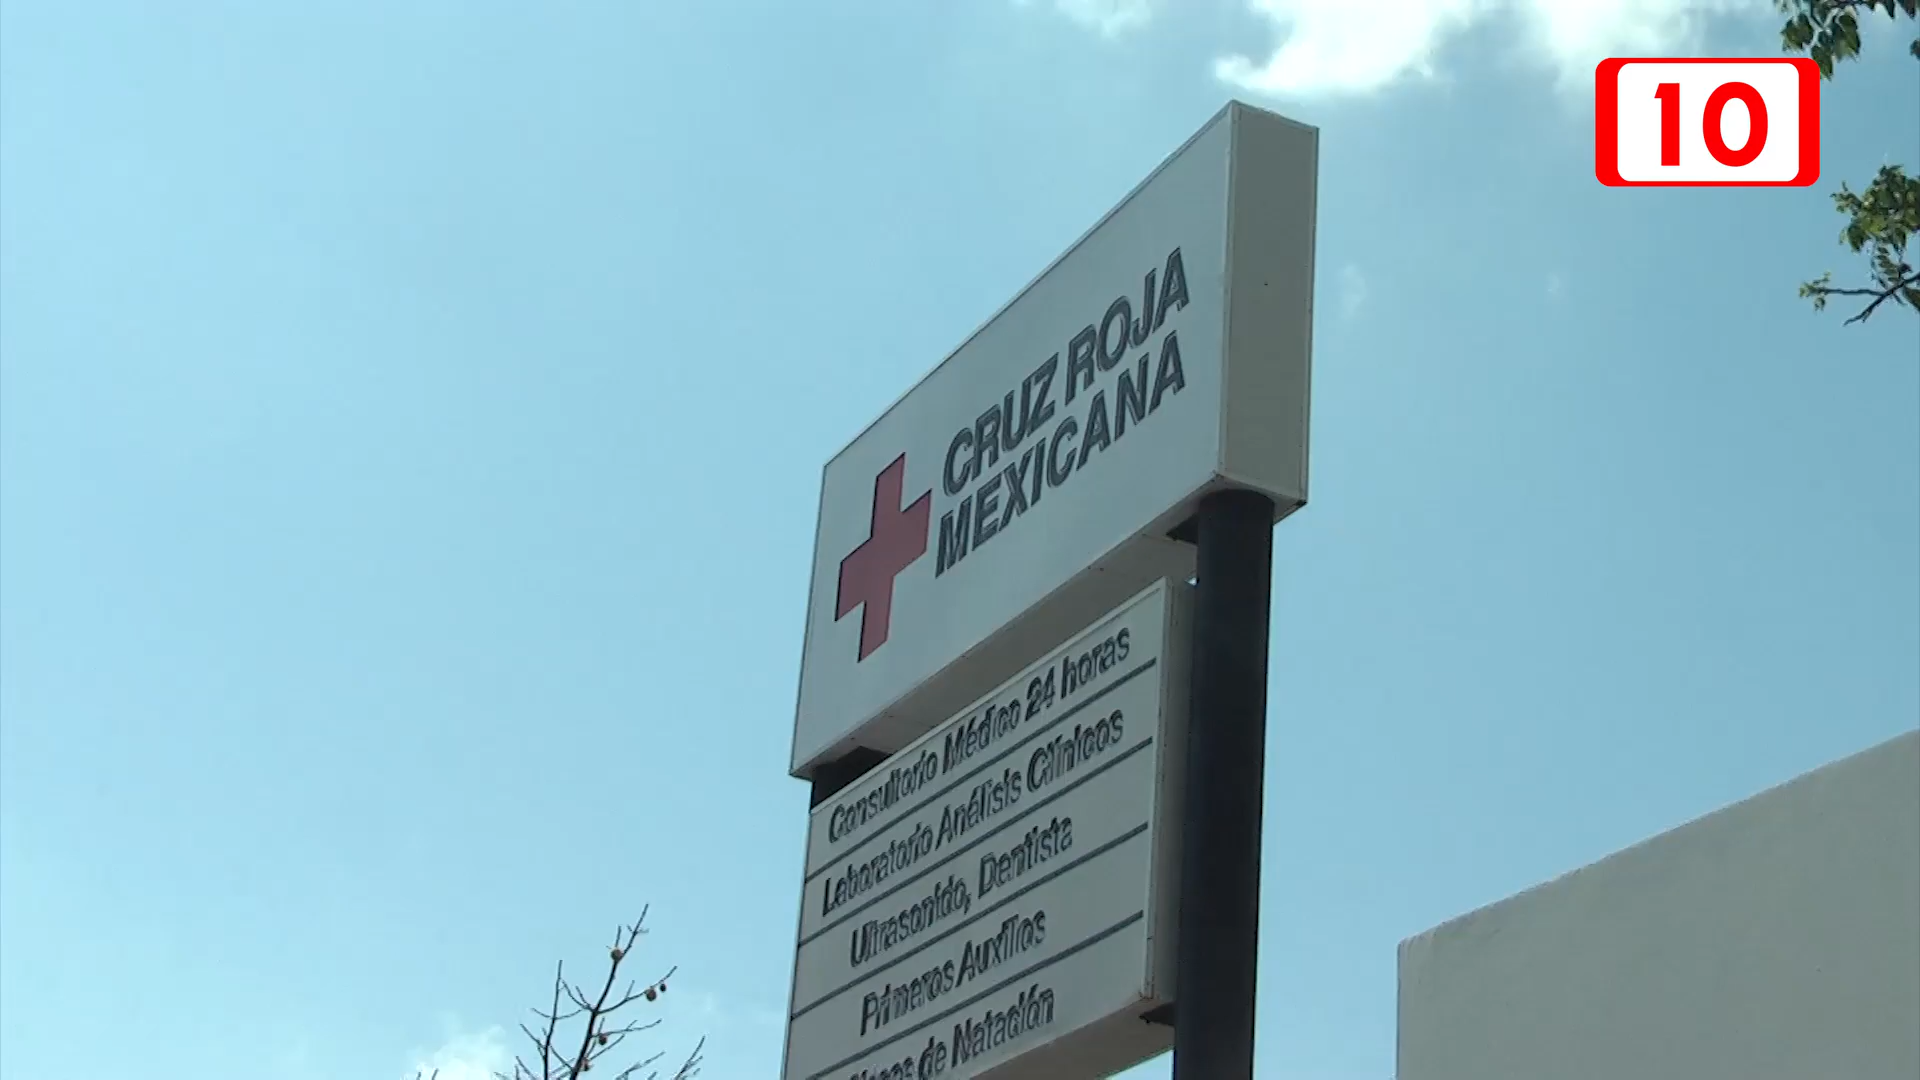 10
CRUZ ROJA
MEXICANA
Consultorio Médico 24 horas
Laboratorio Análisis Clínicos
Ultrasonido, Dentista
Primeros Auxilios
de Natación